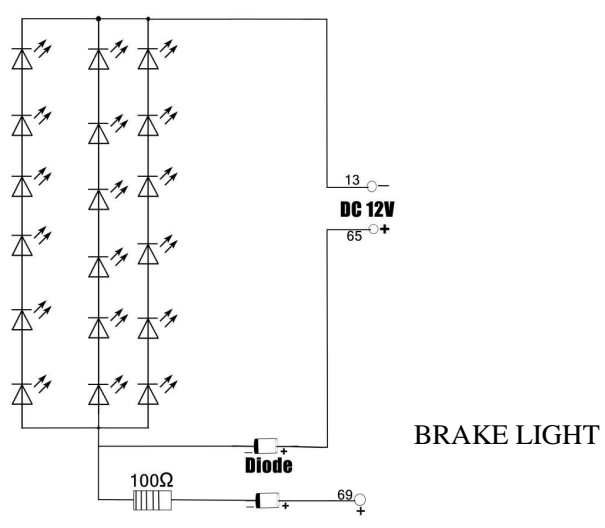 13 −
DC 12V
65 +
BRAKE LIGHT
− +
Diode
100Ω
− +
69
+